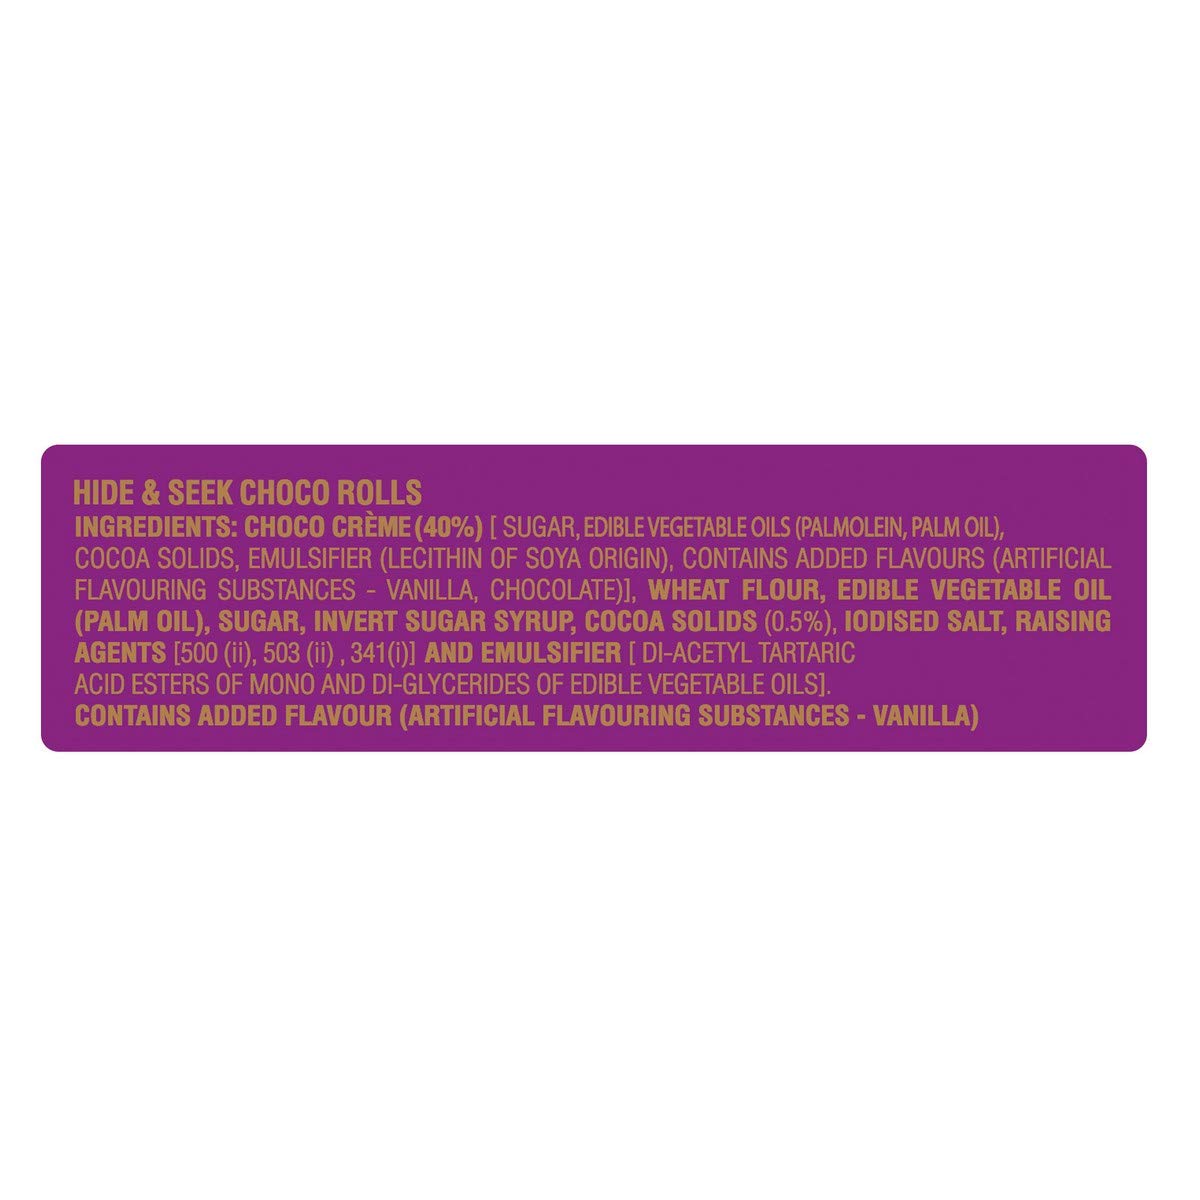 HIDE & SEEK CHOCO ROLLS
INGREDIENTS: CHOCO CRÈME (40%) [ SUGAR, EDIBLE VEGETABLE OILS (PALMOLEIN, PALM OIL),
COCOA SOLIDS, EMULSIFIER (LECITHIN OF SOYA ORIGIN), CONTAINS ADDED FLAVOURS (ARTIFICIAL
FLAVOURING SUBSTANCES - VANILLA, CHOCOLATE)], WHEAT FLOUR, EDIBLE VEGETABLE OIL
(PALM OIL), SUGAR, INVERT SUGAR SYRUP, COCOA SOLIDS (0.5%), IODISED SALT, RAISING
AGENTS [500 (ii), 503 (ii) , 341(i)] AND EMULSIFIER [ DI-ACETYL TARTARIC
ACID ESTERS OF MONO AND DI-GLYCERIDES OF EDIBLE VEGETABLE OILS].
CONTAINS ADDED FLAVOUR (ARTIFICIAL FLAVOURING SUBSTANCES - VANILLA)